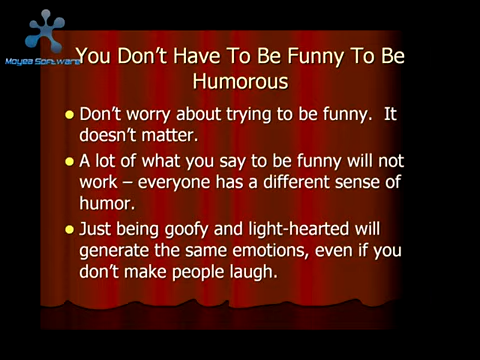 Moyea Software
You Don't Have To Be Funny To Be
Humorous
Don't worry about trying to be funny.  It
doesn't matter.
A lot of what you say to be funny will not
work – everyone has a different sense of
humor.
Just being goofy and light-hearted will
generate the same emotions, even if you
don't make people laugh.